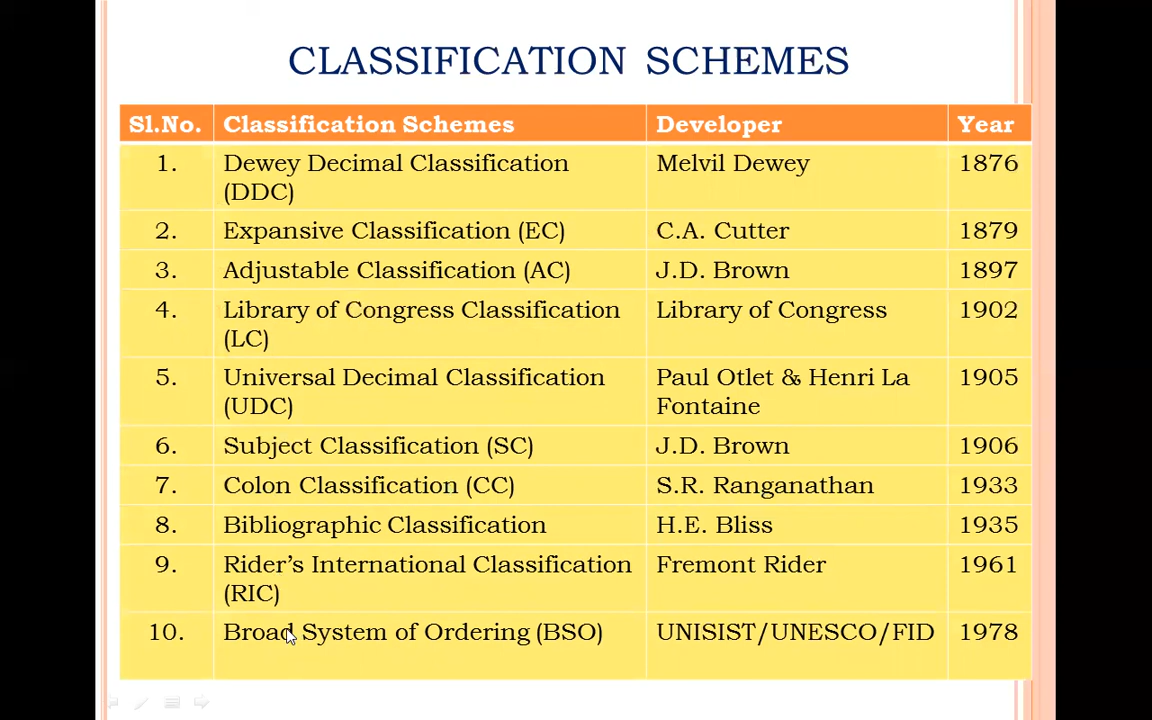 CLASSIFICATION SCHEMES
Sl.No. Classification Schemes Developer Year
1. Dewey Decimal Classification Melvil Dewey 1876
(DDC)
2. Expansive Classification (EC) C.A. Cutter 1879
3. Adjustable Classification (AC) J.D. Brown 1897
4. Library of Congress Classification Library of Congress 1902
(LC)
5. Universal Decimal Classification Paul Otlet & Henri La 1905
(UDC) Fontaine
6. Subject Classification (SC) J.D. Brown 1906
7. Colon Classification (CC) S.R. Ranganathan 1933
8. Bibliographic Classification H.E. Bliss 1935
9. Rider's International Classification Fremont Rider 1961
(RIC)
10. Broad System of Ordering (BSO) UNISIST/UNESCO/FID 1978